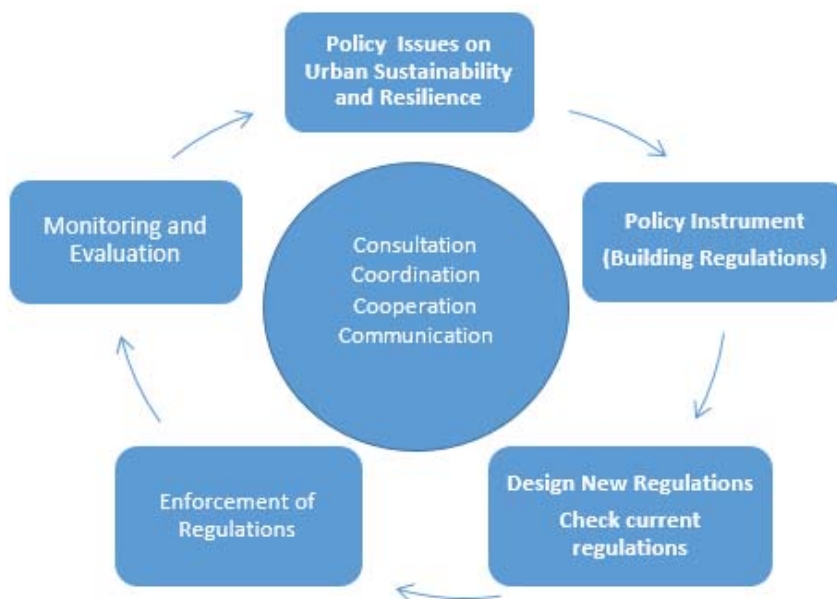 Policy Issues on
Urban Sustainability
and Resilience
Policy Instrument
(Building Regulations)
Design New Regulations
Check current
regulations
Enforcement of
Regulations
Monitoring and
Evaluation
Consultation
Coordination
Cooperation
Communication